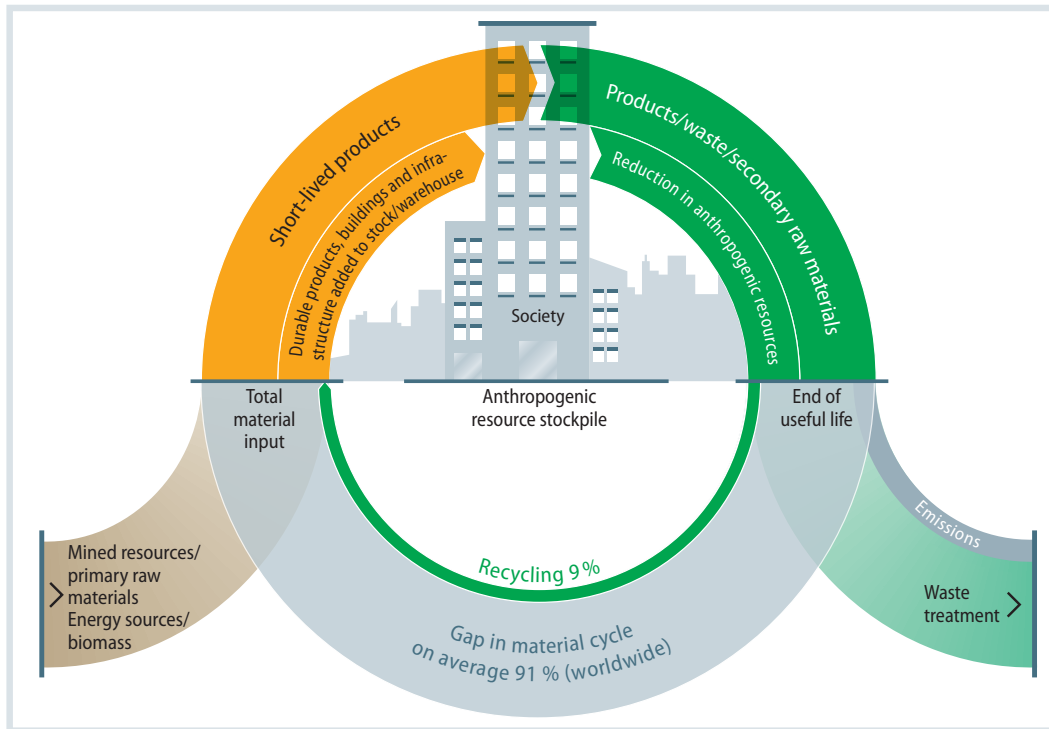 Short-lived products
Durable products, buildings and infra-
structure added to stock/warehouse
Products/waste/secondary raw materials
Reduction in anthropogenic resources
Society
Total
material
input
Anthropogenic
resource stockpile
End of
useful life
Mined resources/
primary raw
materials
Energy sources/
biomass
Emissions
Waste
treatment
Recycling 9 %
Gap in material cycle
on average 91 % (worldwide)